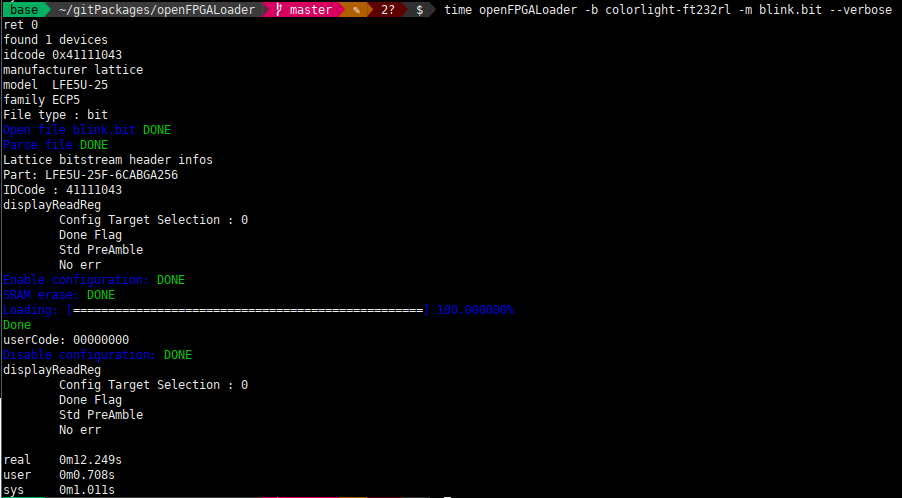 base ~/gitPackages/openFPGALoader master ✎ 2? $ time openFPGALoader -b colorlight-ft232rl -m blink.bit --verbose
ret 0
found 1 devices
idcode 0x41111043
manufacturer lattice
model  LFE5U-25
family ECP5
File type : bit
Open file blink.bit DONE
Parse file DONE
Lattice bitstream header infos
Part: LFE5U-25F-6CABGA256
IDCode : 41111043
displayReadReg
        Config Target Selection : 0
        Done Flag
        Std PreAmble
        No err
Enable configuration: DONE
SRAM erase: DONE
Loading: [==================================================] 100.000000%
Done
userCode: 00000000
Disable configuration: DONE
displayReadReg
        Config Target Selection : 0
        Done Flag
        Std PreAmble
        No err
real    0m12.249s
user    0m0.708s
sys     0m1.011s